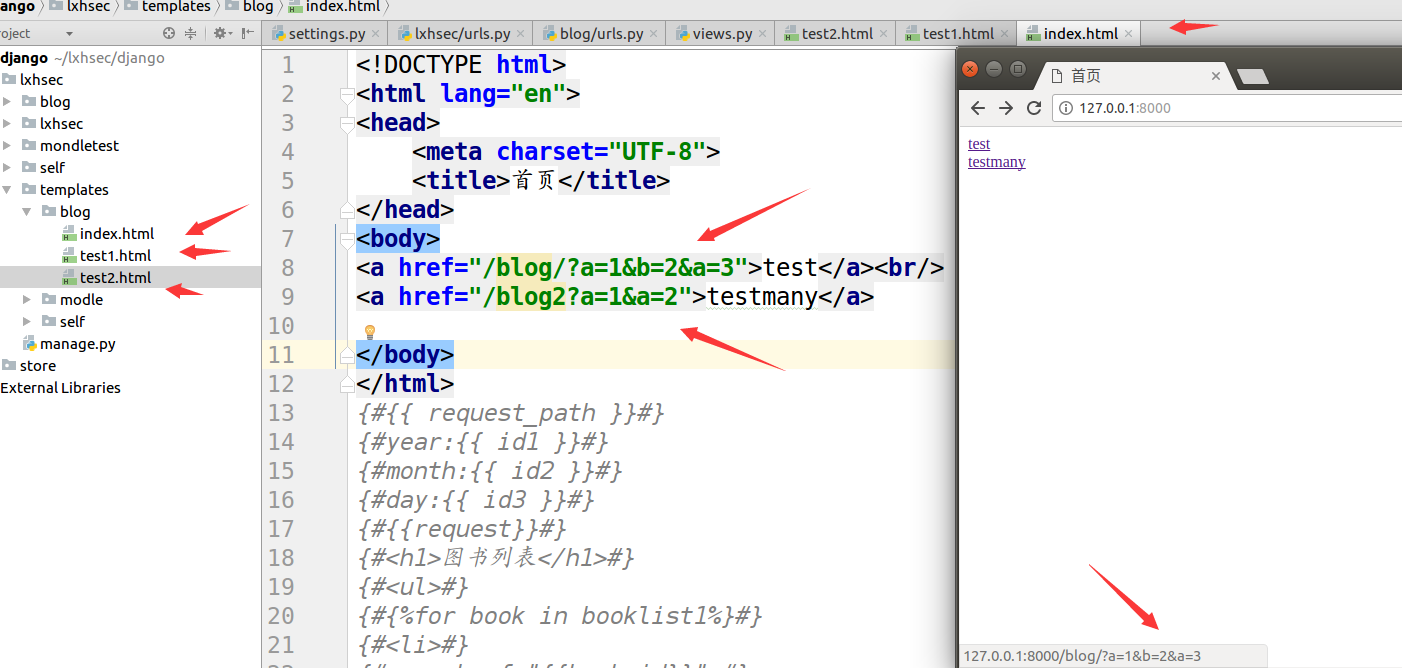 ango lxhsec templates blog index.html
roject
settings.py lxhsec/urls.py blog/urls.py views.py test2.html test1.html index.html
django ~/lxhsec/django
lxhsec
blog
lxhsec
mondletest
self
templates
blog
index.html
test1.html
test2.html
modle
self
manage.py
store
External Libraries
1 <!DOCTYPE html>
2 <html lang="en">
3 <head>
4 <meta charset="UTF-8">
5 <title>首页</title>
6 </head>
7 <body>
8 <a href="/blog/?a=1&b=2&a=3">test</a><br/>
9 <a href="/blog2?a=1&a=2">testmany</a>
10
11 </body>
12 </html>
13 {#{{ request_path }}#}
14 {#year:{{ id1 }}#}
15 {#month:{{ id2 }}#}
16 {#day:{{ id3 }}#}
17 {#{{request}}#}
18 {#<h1>图书列表</h1>#}
19 {#<ul>#}
20 {#{%for book in booklist1%}#}
21 {#<li>#}
首页
127.0.0.1:8000
test
testmany
127.0.0.1:8000/blog/?a=1&b=2&a=3